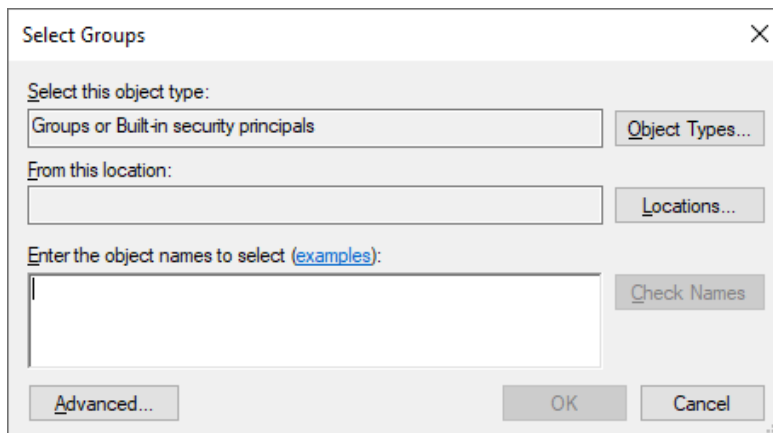 Select Groups
Select this object type:
Groups or Built-in security principals
Object Types...
From this location:
Locations...
Enter the object names to select (examples):
Check Names
Advanced...
OK
Cancel